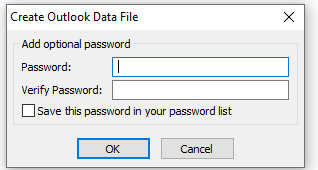 Create Outlook Data File
Add optional password
Password:
Verify Password:
Save this password in your password list
OK Cancel